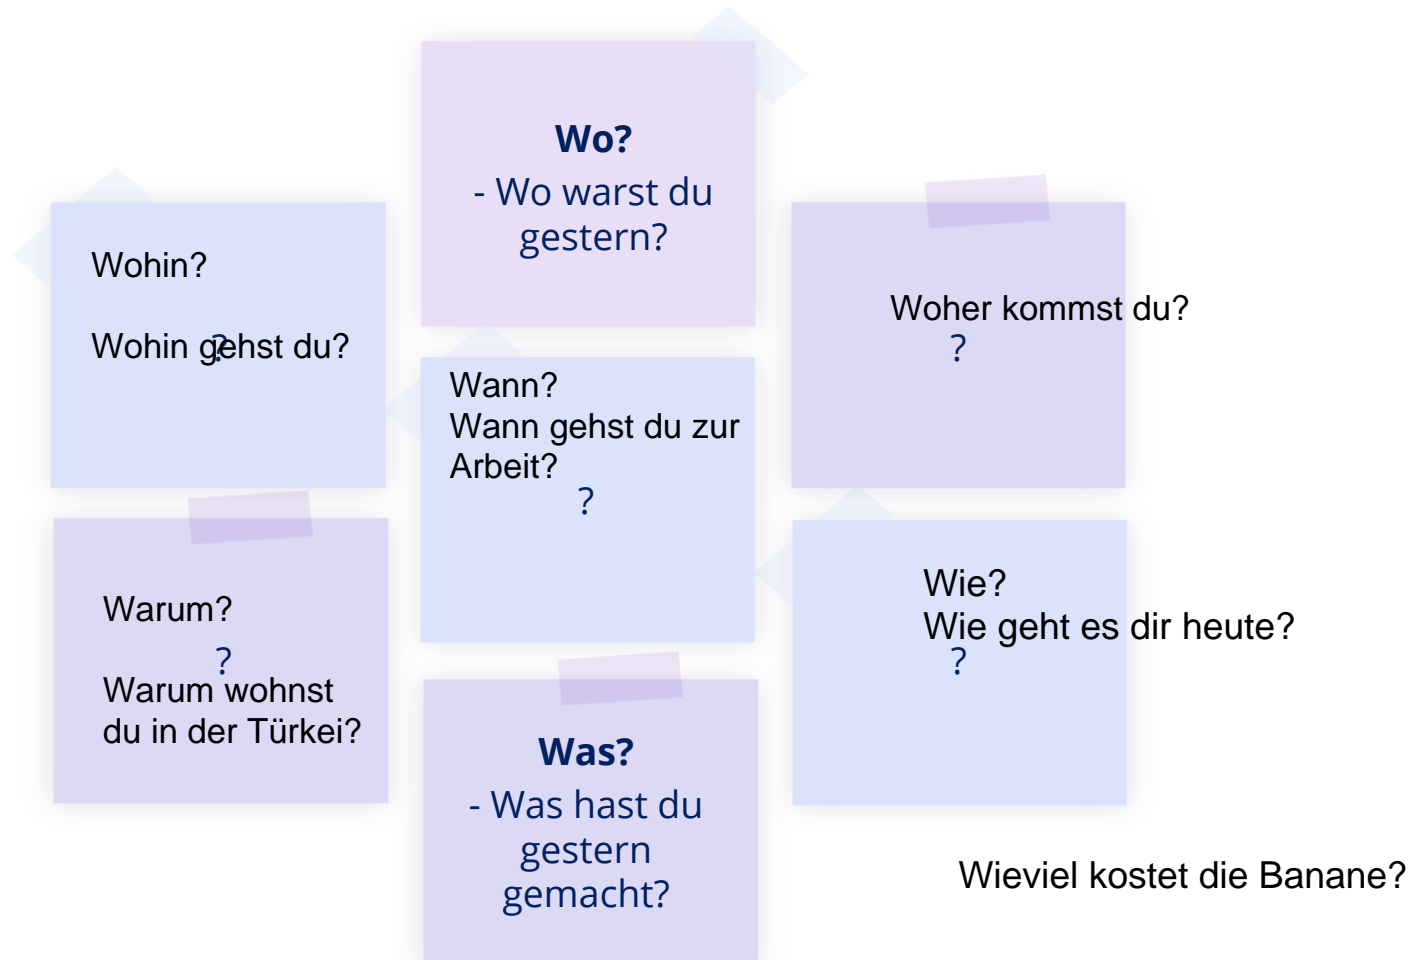 Wo?
- Wo warst du
gestern?
Wohin?
Wohin gehst du?
?
Woher kommst du?
?
Wann?
Wann gehst du zur
Arbeit?
?
Warum?
?
Warum wohnst
du in der Türkei?
Wie?
Wie geht es dir heute?
?
Was?
- Was hast du
gestern
gemacht?
Wieviel kostet die Banane?